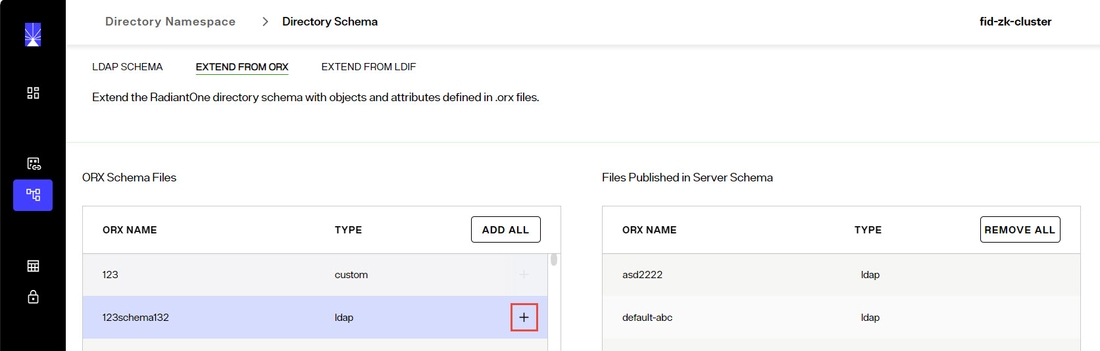 Directory Namespace > Directory Schema fid-zk-cluster
LDAP SCHEMA EXTEND FROM ORX EXTEND FROM LDIF
Extend the RadiantOne directory schema with objects and attributes defined in .orx files.
ORX Schema Files Files Published in Server Schema
ORX NAME TYPE ADD ALL ORX NAME TYPE REMOVE ALL
123 custom + asd2222 ldap
123schema132 ldap + default-abc ldap